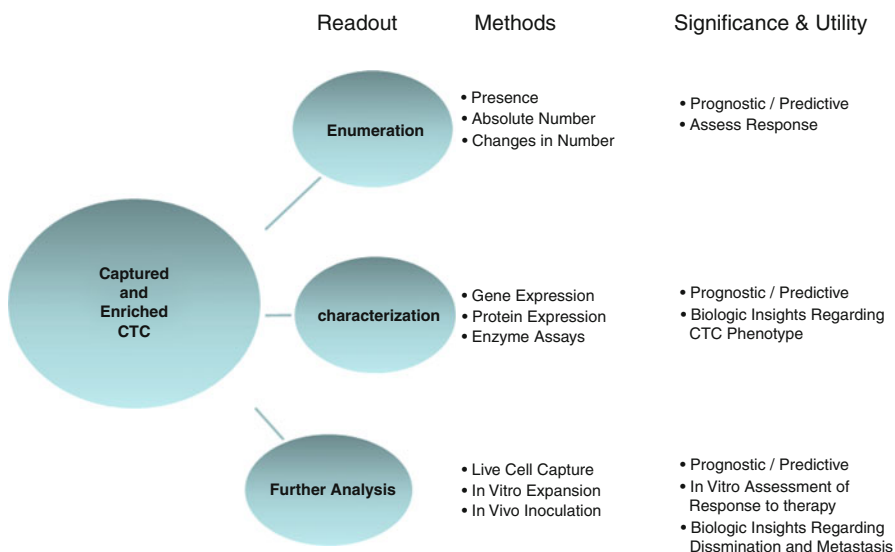 Readout Methods Significance & Utility
Enumeration
• Presence
• Absolute Number
• Changes in Number
• Prognostic / Predictive
• Assess Response
Captured
and
Enriched
CTC
characterization
• Gene Expression
• Protein Expression
• Enzyme Assays
• Prognostic / Predictive
• Biologic Insights Regarding
CTC Phenotype
Further Analysis
• Live Cell Capture
• In Vitro Expansion
• In Vivo Inoculation
• Prognostic / Predictive
• In Vitro Assessment of
Response to therapy
• Biologic Insights Regarding
Dissmination and Metastasis